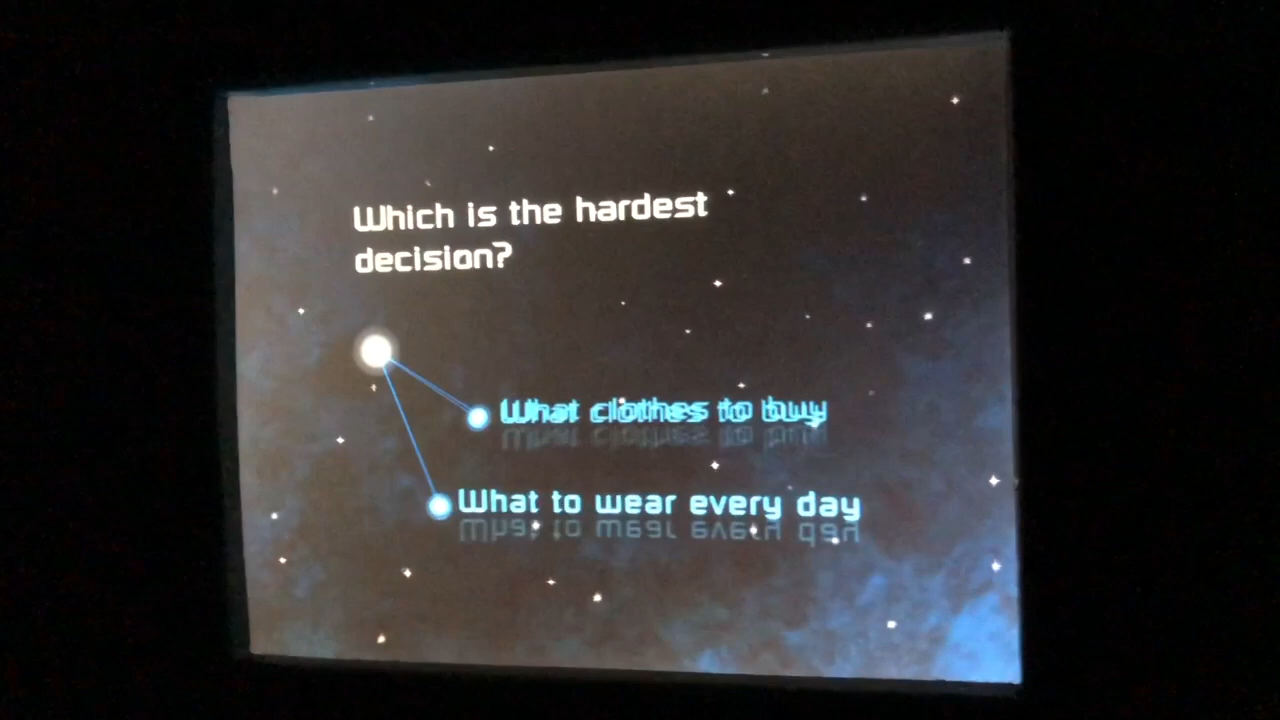 Which is the hardest
decision?
What clothes to buy
What to wear every day